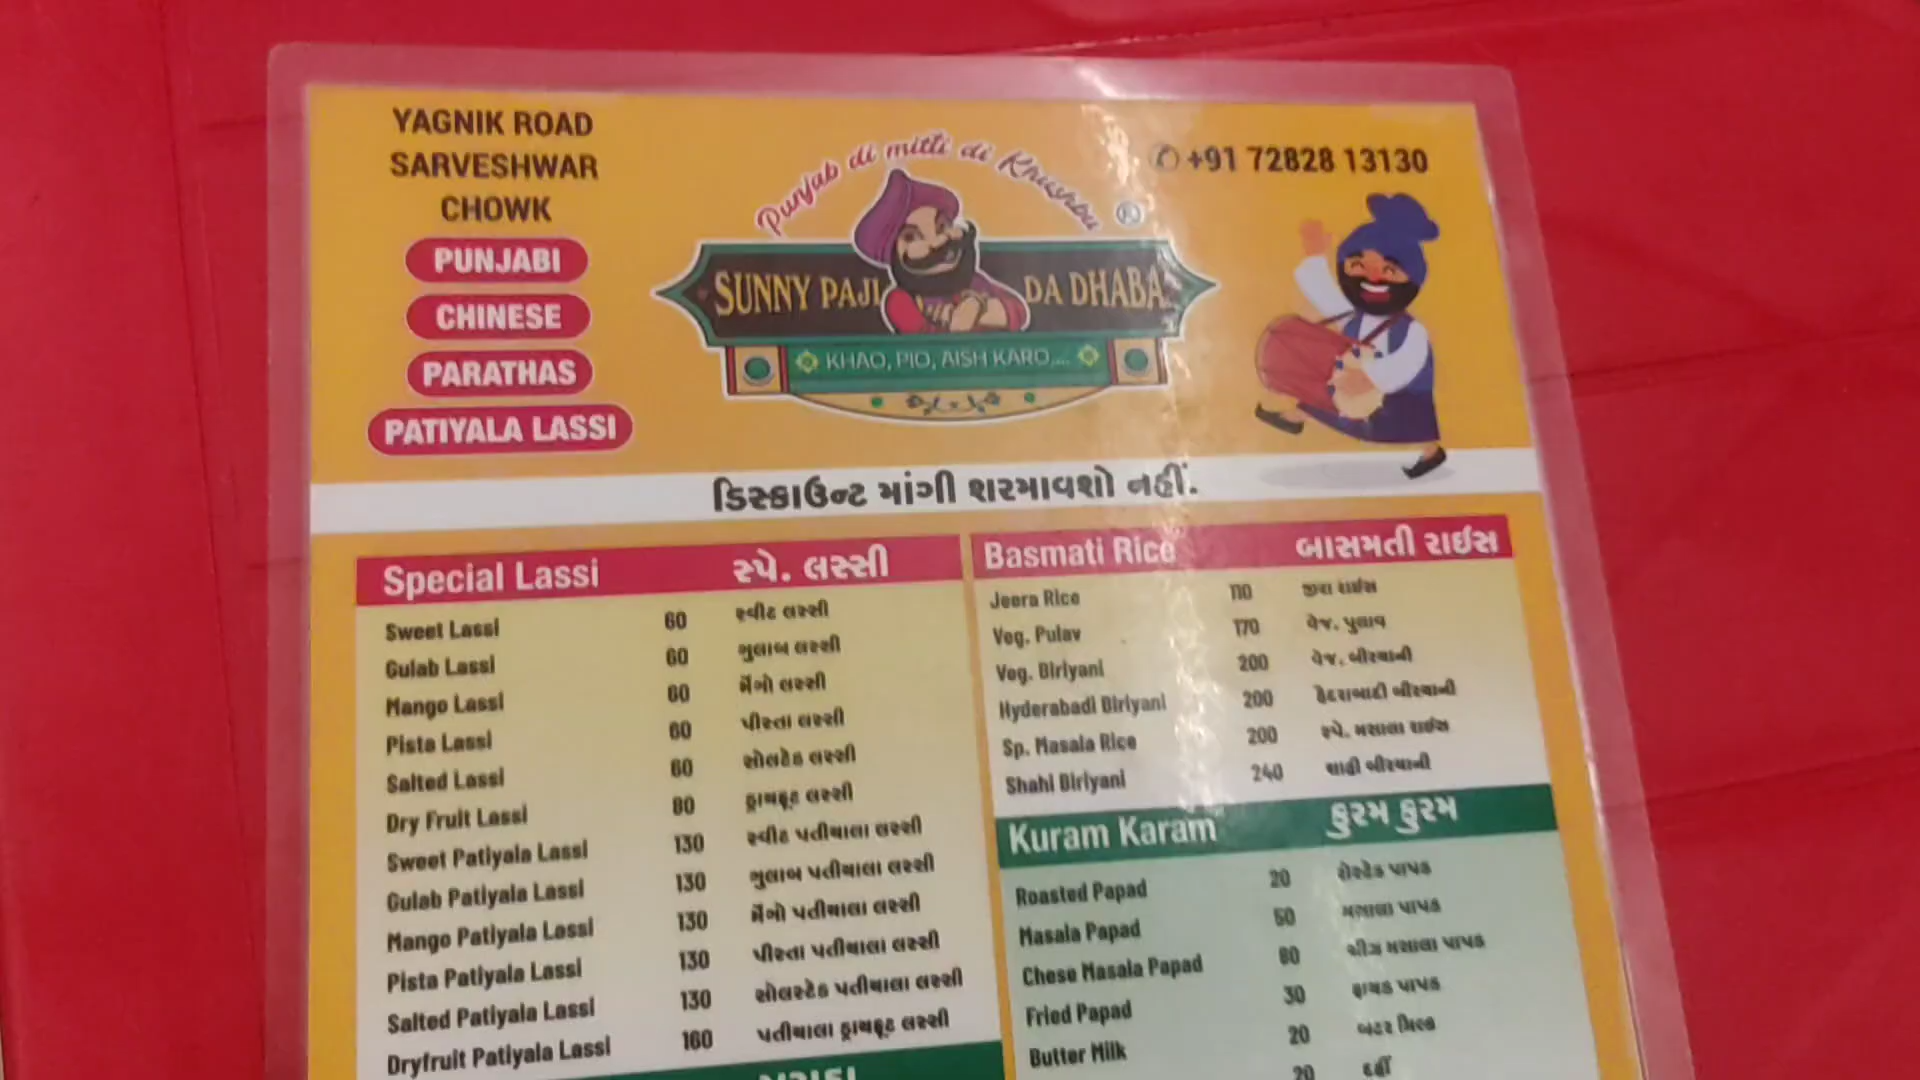 YAGNIK ROAD
SARVESHWAR
CHOWK
PUNJABI
CHINESE
PARATHAS
PATIYALA LASSI
Punjab di mitti di Khushbu ®
SUNNY PAJI DA DHABA
KHAO, PIO, AISH KARO....
+91 72828 13130
ડિસ્કાઉન્ટ માંગી શરમાવશો નહીં.
Special Lassi સ્પે. લસ્સી
Sweet Lassi 60 સ્વીટ લસ્સી
Gulab Lassi 60 ગુલાબ લસ્સી
Mango Lassi 60 મેંગો લસ્સી
Pista Lassi 60 પીસ્તા લસ્સી
Salted Lassi 60 સોલટેડ લસ્સી
Dry Fruit Lassi 80 ડ્રાયફ્રૂટ લસ્સી
Sweet Patiyala Lassi 130 સ્વીટ પતીયાલા લસ્સી
Gulab Patiyala Lassi 130 ગુલાબ પતીયાલા લસ્સી
Mango Patiyala Lassi 130 મેંગો પતીયાલા લસ્સી
Pista Patiyala Lassi 130 પીસ્તા પતીયાલા લસ્સી
Salted Patiyala Lassi 130 સોલસ્ટેડ પતીયાલા લસ્સી
Dryfruit Patiyala Lassi 160 પતીયાલા ડ્રાયફ્રૂટ લસ્સી
Basmati Rice બાસમતી રાઈસ
Jeera Rice 110 જીરા રાઈસ
Veg. Pulav 170 વેજ. પુલાવ
Veg. Biriyani 200 વેજ. બીરયાની
Hyderabadi Biriyani 200 હૈદરાબાદી બીરયાની
Sp. Masala Rice 200 સ્પે. મસાલા રાઈસ
Shahi Biriyani 240 શાહી બીરયાની
Kuram Karam કુરમ કુરમ
Roasted Papad 20 રોસ્ટેડ પાપડ
Masala Papad 50 મસાલા પાપડ
Chese Masala Papad 80 ચીઝ મસાલા પાપડ
Fried Papad 30 ફ્રાયડ પાપડ
Butter Milk 20 બટર મિલ્ક
20 દહીં